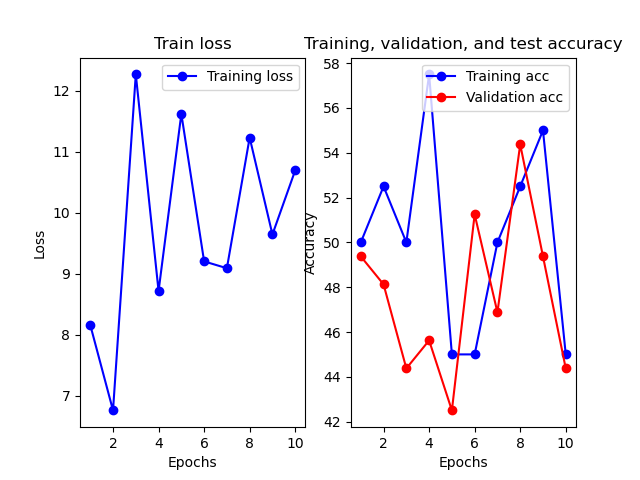 Train loss
Training loss
12
11
10
9
8
7
Loss
2
4
6
8
10
Epochs
Training, validation, and test accuracy
Training acc
Validation acc
58
56
54
52
50
48
46
44
42
Accuracy
2
4
6
8
10
Epochs